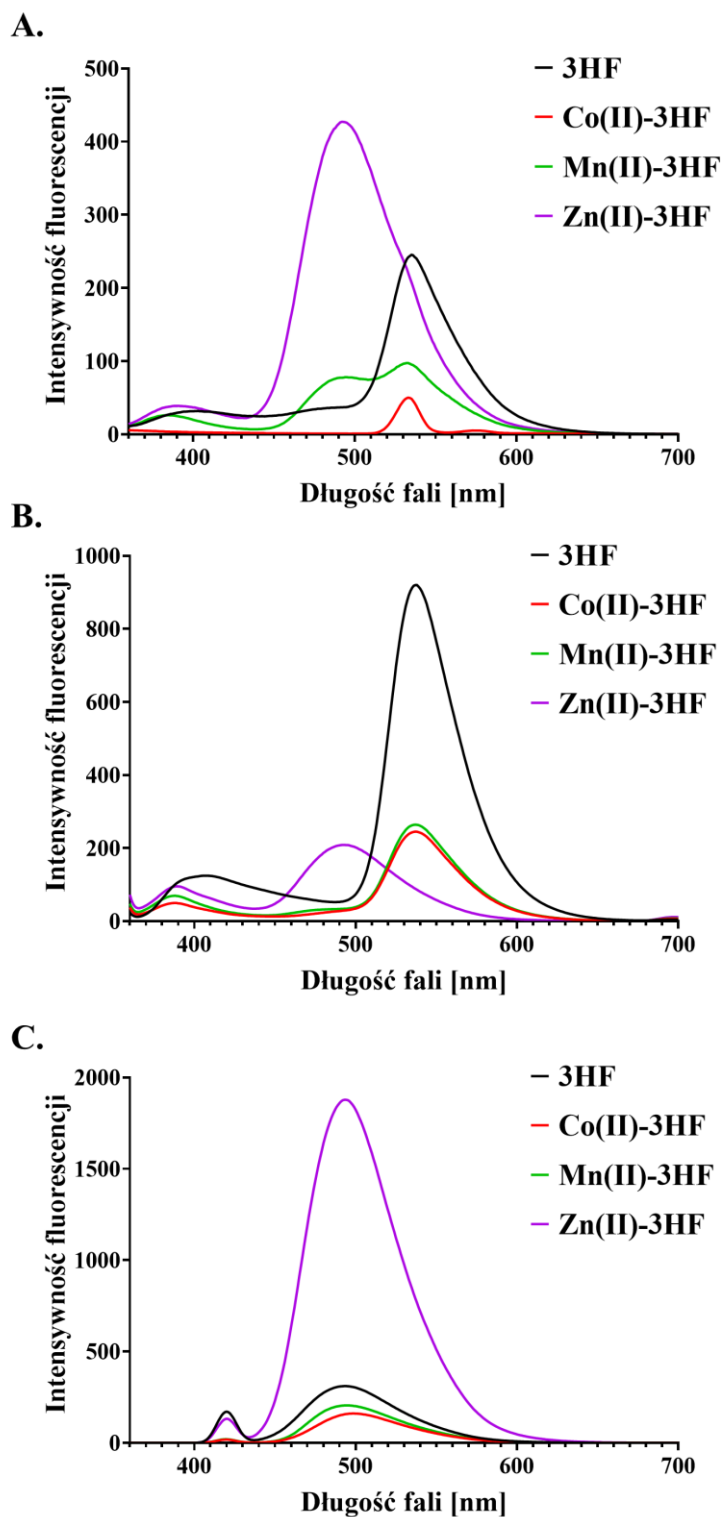 A.
Intensywność fluorescencji
500
400
300
200
100
0
400
500
600
700
Długość fali [nm]
3HF
Co(II)-3HF
Mn(II)-3HF
Zn(II)-3HF
B.
Intensywność fluorescencji
1000
800
600
400
200
0
400
500
600
700
Długość fali [nm]
3HF
Co(II)-3HF
Mn(II)-3HF
Zn(II)-3HF
C.
Intensywność fluorescencji
2000
1500
1000
500
0
400
500
600
700
Długość fali [nm]
3HF
Co(II)-3HF
Mn(II)-3HF
Zn(II)-3HF